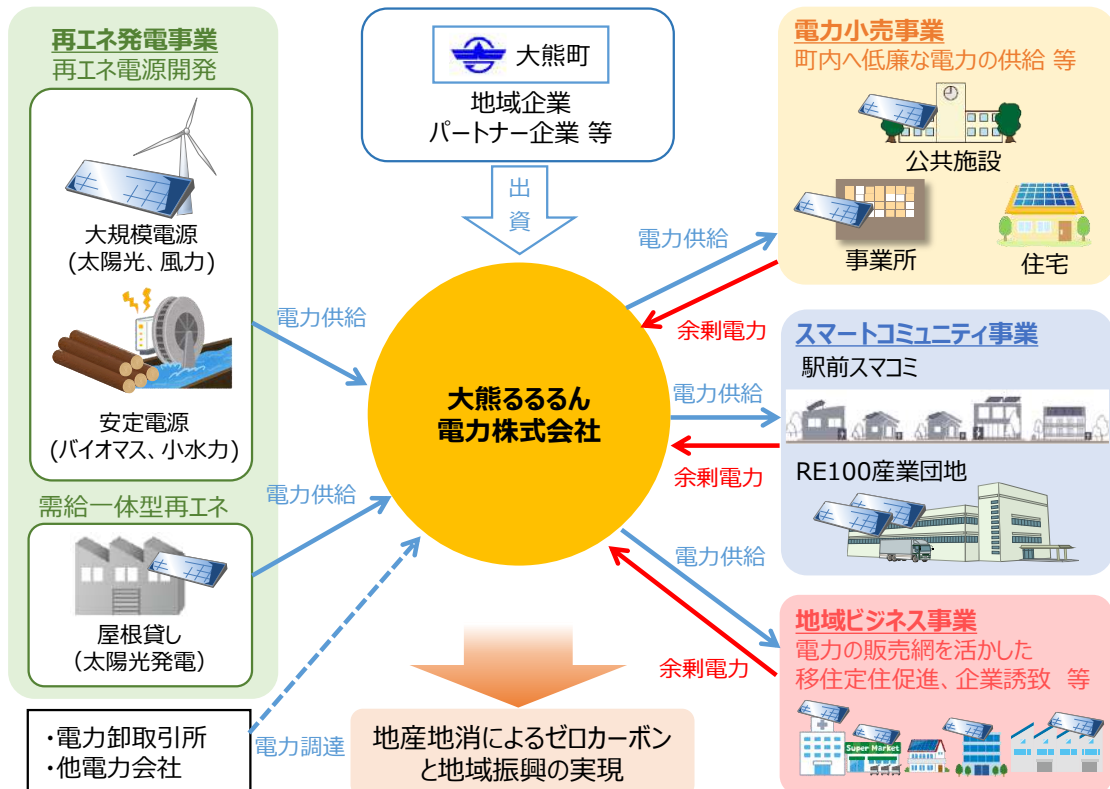 再エネ発電事業
再エネ電源開発
大規模電源
(太陽光、風力)
安定電源
(バイオマス、小水力)
需給一体型再エネ
屋根貸し
(太陽光発電)
・電力卸取引所
・他電力会社
電力供給
電力供給
電力調達
大熊町
地域企業
パートナー企業 等
出
資
大熊るるるん
電力株式会社
地産地消によるゼロカーボン
と地域振興の実現
電力供給
余剰電力
電力供給
余剰電力
電力供給
余剰電力
電力小売事業
町内へ低廉な電力の供給 等
公共施設
事業所
住宅
スマートコミュニティ事業
駅前スマコミ
RE100産業団地
地域ビジネス事業
電力の販売網を活かした
移住定住促進、企業誘致 等
Super Market